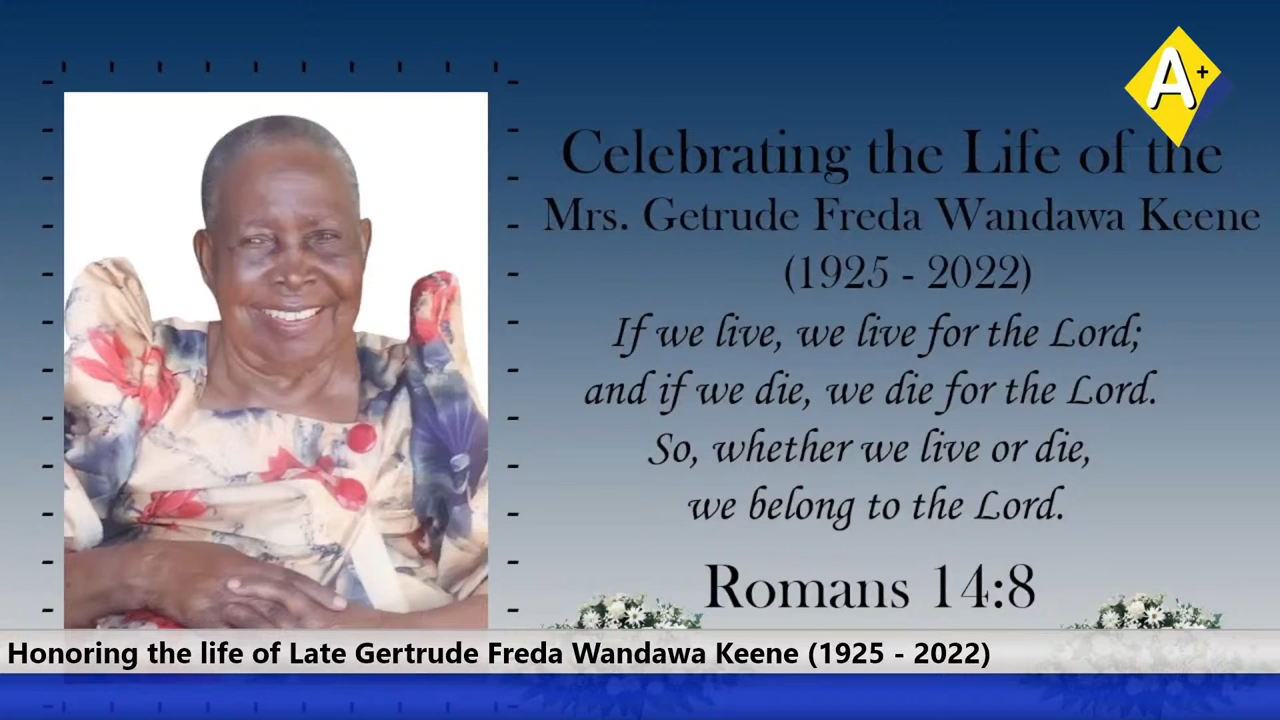 A+
Celebrating the Life of the
Mrs. Getrude Freda Wandawa Keene
(1925 - 2022)
If we live, we live for the Lord;
and if we die, we die for the Lord.
So, whether we live or die,
we belong to the Lord.
Romans 14:8
Honoring the life of Late Gertrude Freda Wandawa Keene (1925 - 2022)